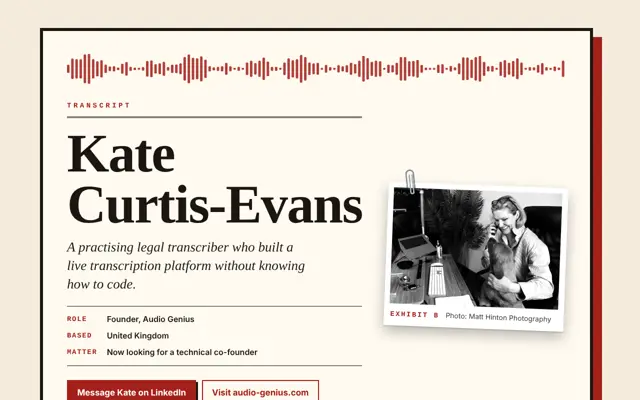 TRANSCRIPT
Kate
Curtis-Evans
A practising legal transcriber who built a
live transcription platform without knowing
how to code.
ROLE Founder, Audio Genius
BASED United Kingdom
MATTER Now looking for a technical co-founder
Message Kate on LinkedIn Visit audio-genius.com
EXHIBIT B Photo: Matt Hinton Photography